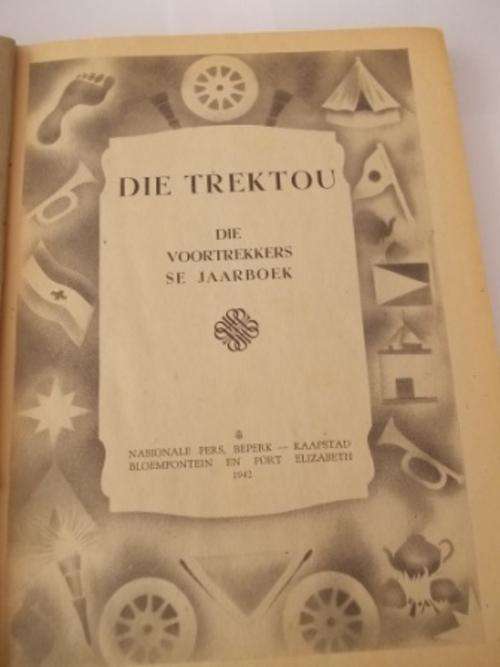 DIE TREKTOU
DIE
VOORTREKKERS
SE JAARBOEK
NASIONALE PERS, BEPERK — KAAPSTAD
BLOEMFONTEIN EN PORT ELIZABETH
1942